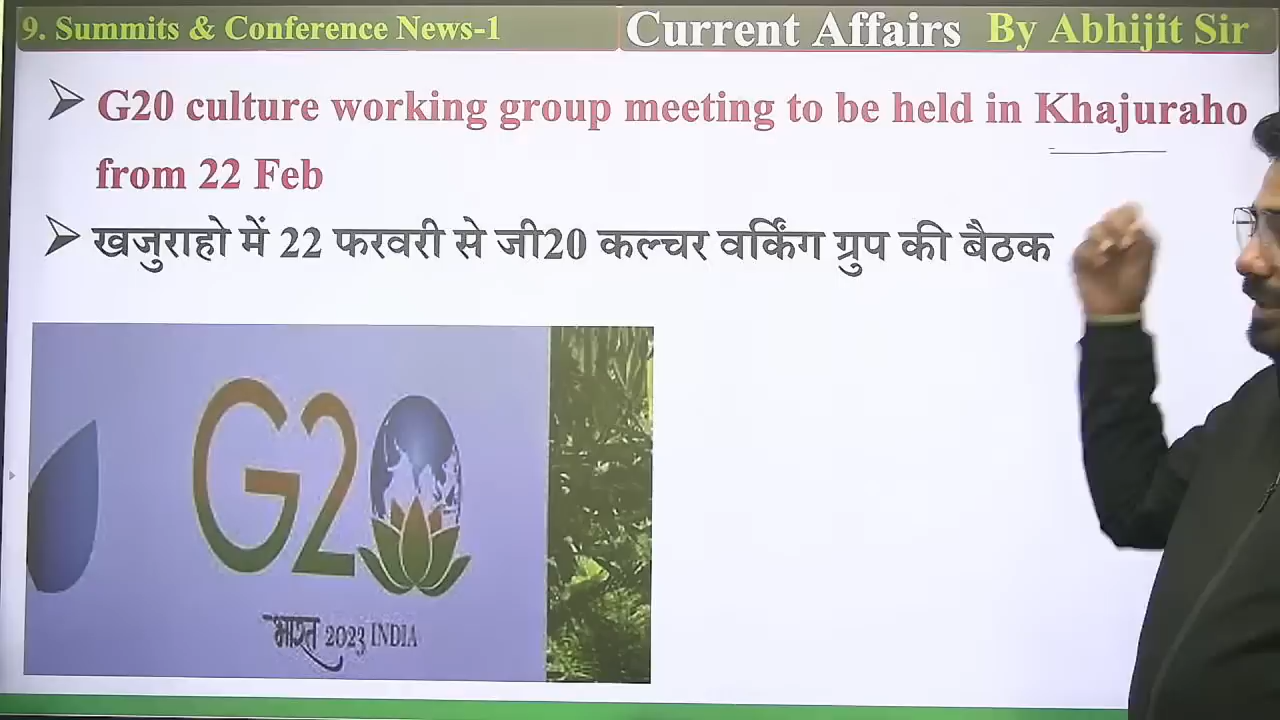 9. Summits & Conference News-1
Current Affairs By Abhijit Sir
G20 culture working group meeting to be held in Khajuraho
from 22 Feb
खजुराहो में 22 फरवरी से जी20 कल्चर वर्किंग ग्रुप की बैठक
G20
भारत 2023 INDIA